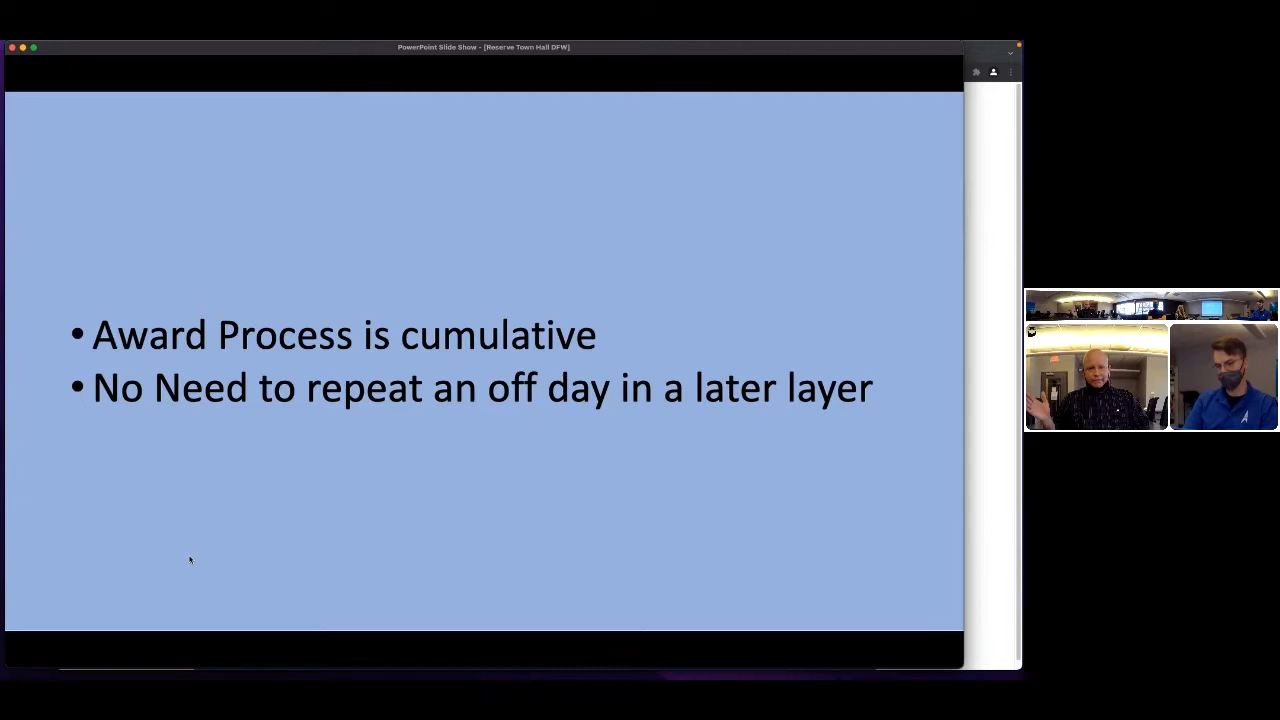 PowerPoint Slide Show - [Reserve Town Hall DFW]
• Award Process is cumulative
• No Need to repeat an off day in a later layer